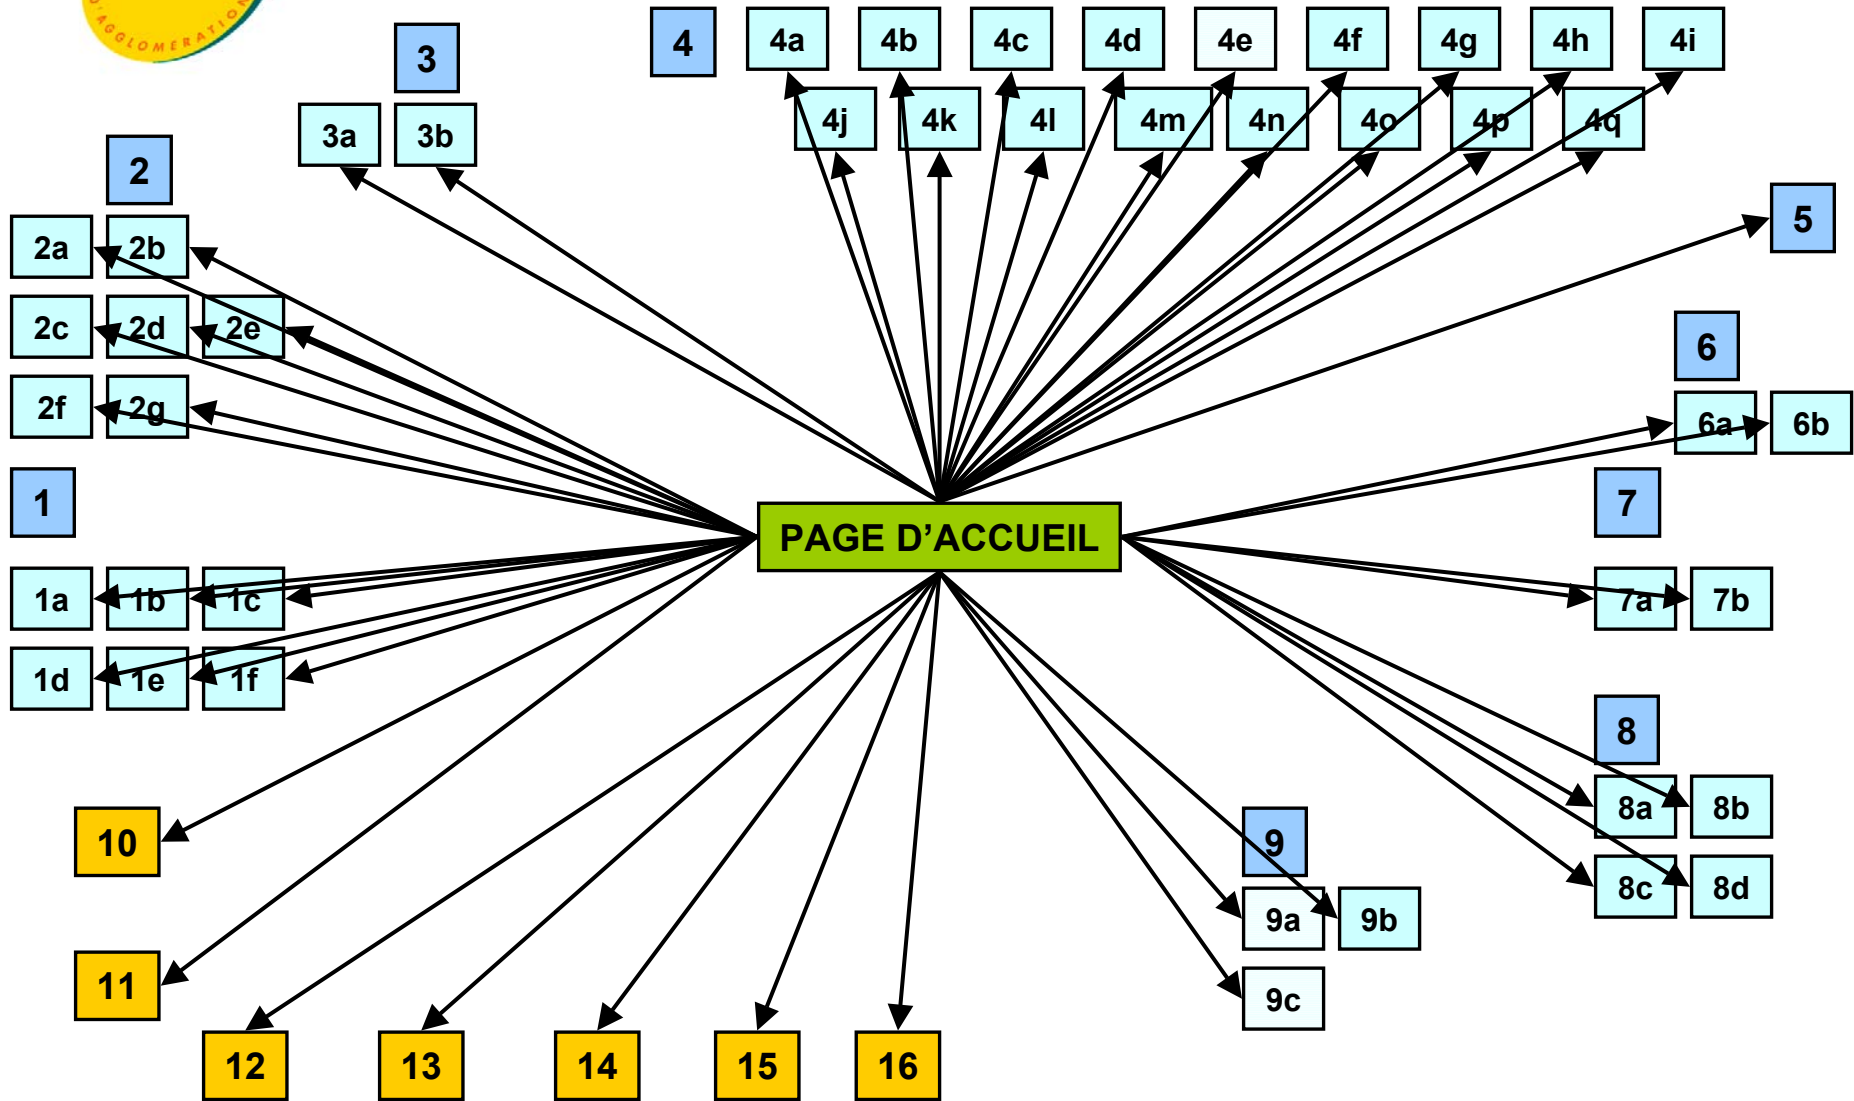 D'AGGLOMERATION
3
4
4a 4b 4c 4d 4e 4f 4g 4h 4i
4j 4k 4l 4m 4n 4o 4p 4q
3a 3b
2
2a 2b
2c 2d 2e
2f 2g
5
6
6a 6b
1
7
PAGE D’ACCUEIL
1a 1b 1c
1d 1e 1f
7a 7b
8
8a 8b
8c 8d
10
9
9a 9b
9c
11
12 13 14 15 16